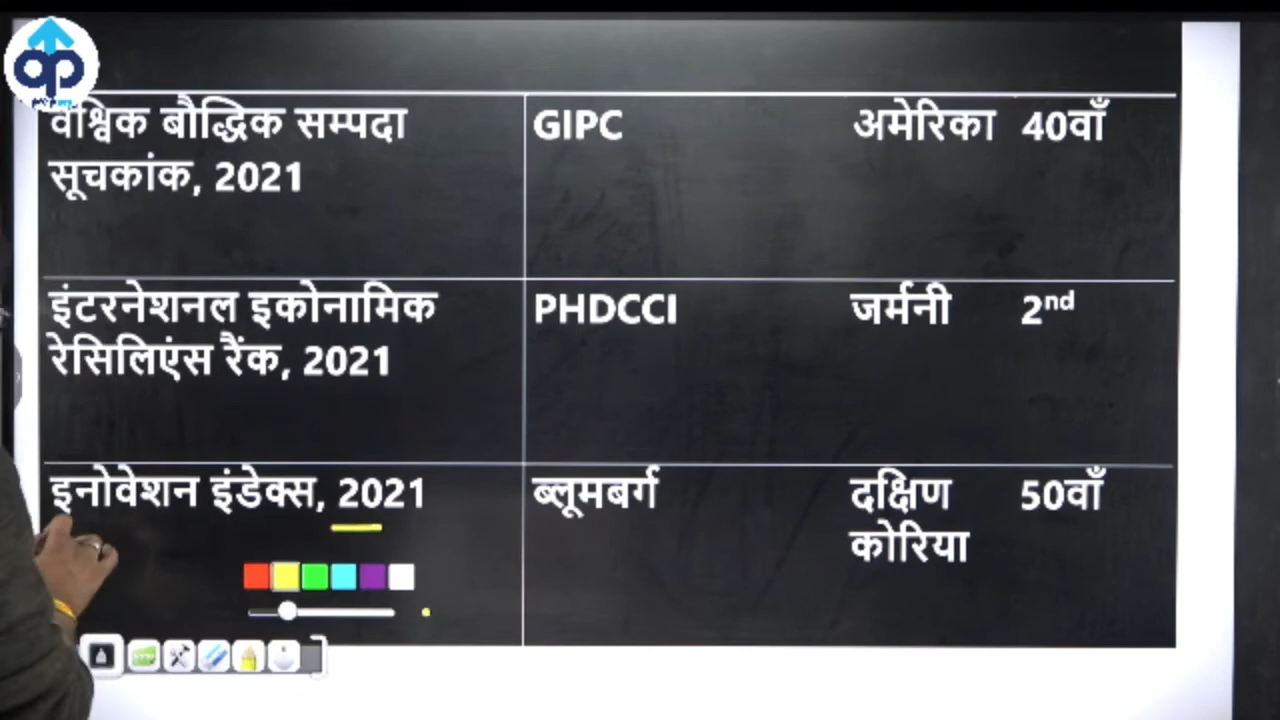 वैश्विक बौद्धिक सम्पदा GIPC अमेरिका 40वाँ
सूचकांक, 2021
इंटरनेशनल इकोनामिक PHDCCI जर्मनी 2nd
रेसिलिएंस रैंक, 2021
इनोवेशन इंडेक्स, 2021 ब्लूमबर्ग दक्षिण 50वाँ
कोरिया